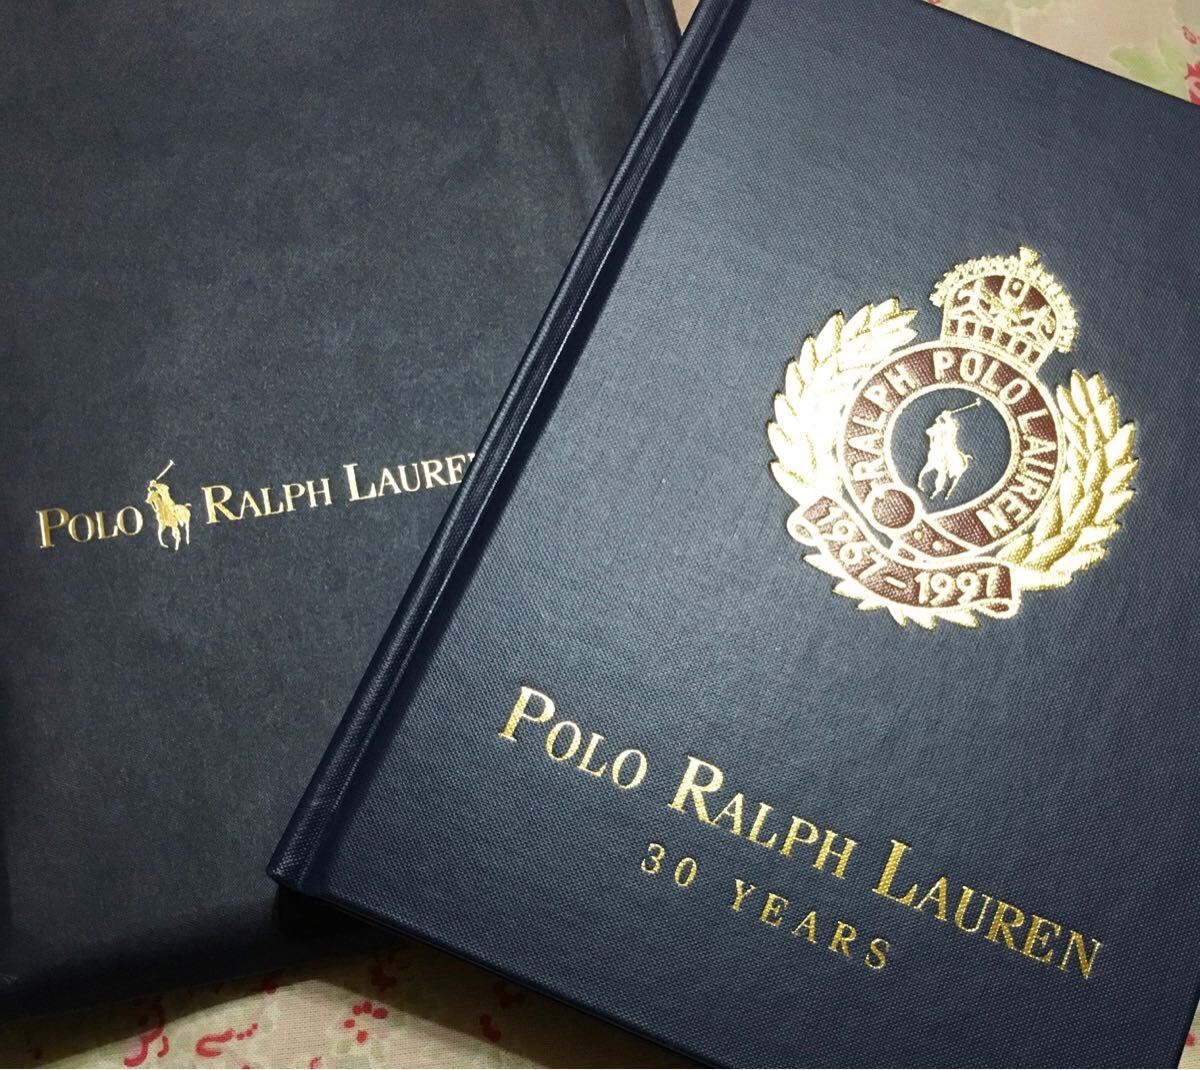 POLO RALPH LAUREN
RALPH POLO LAUREN
1967-1997
POLO RALPH LAUREN
30 YEARS